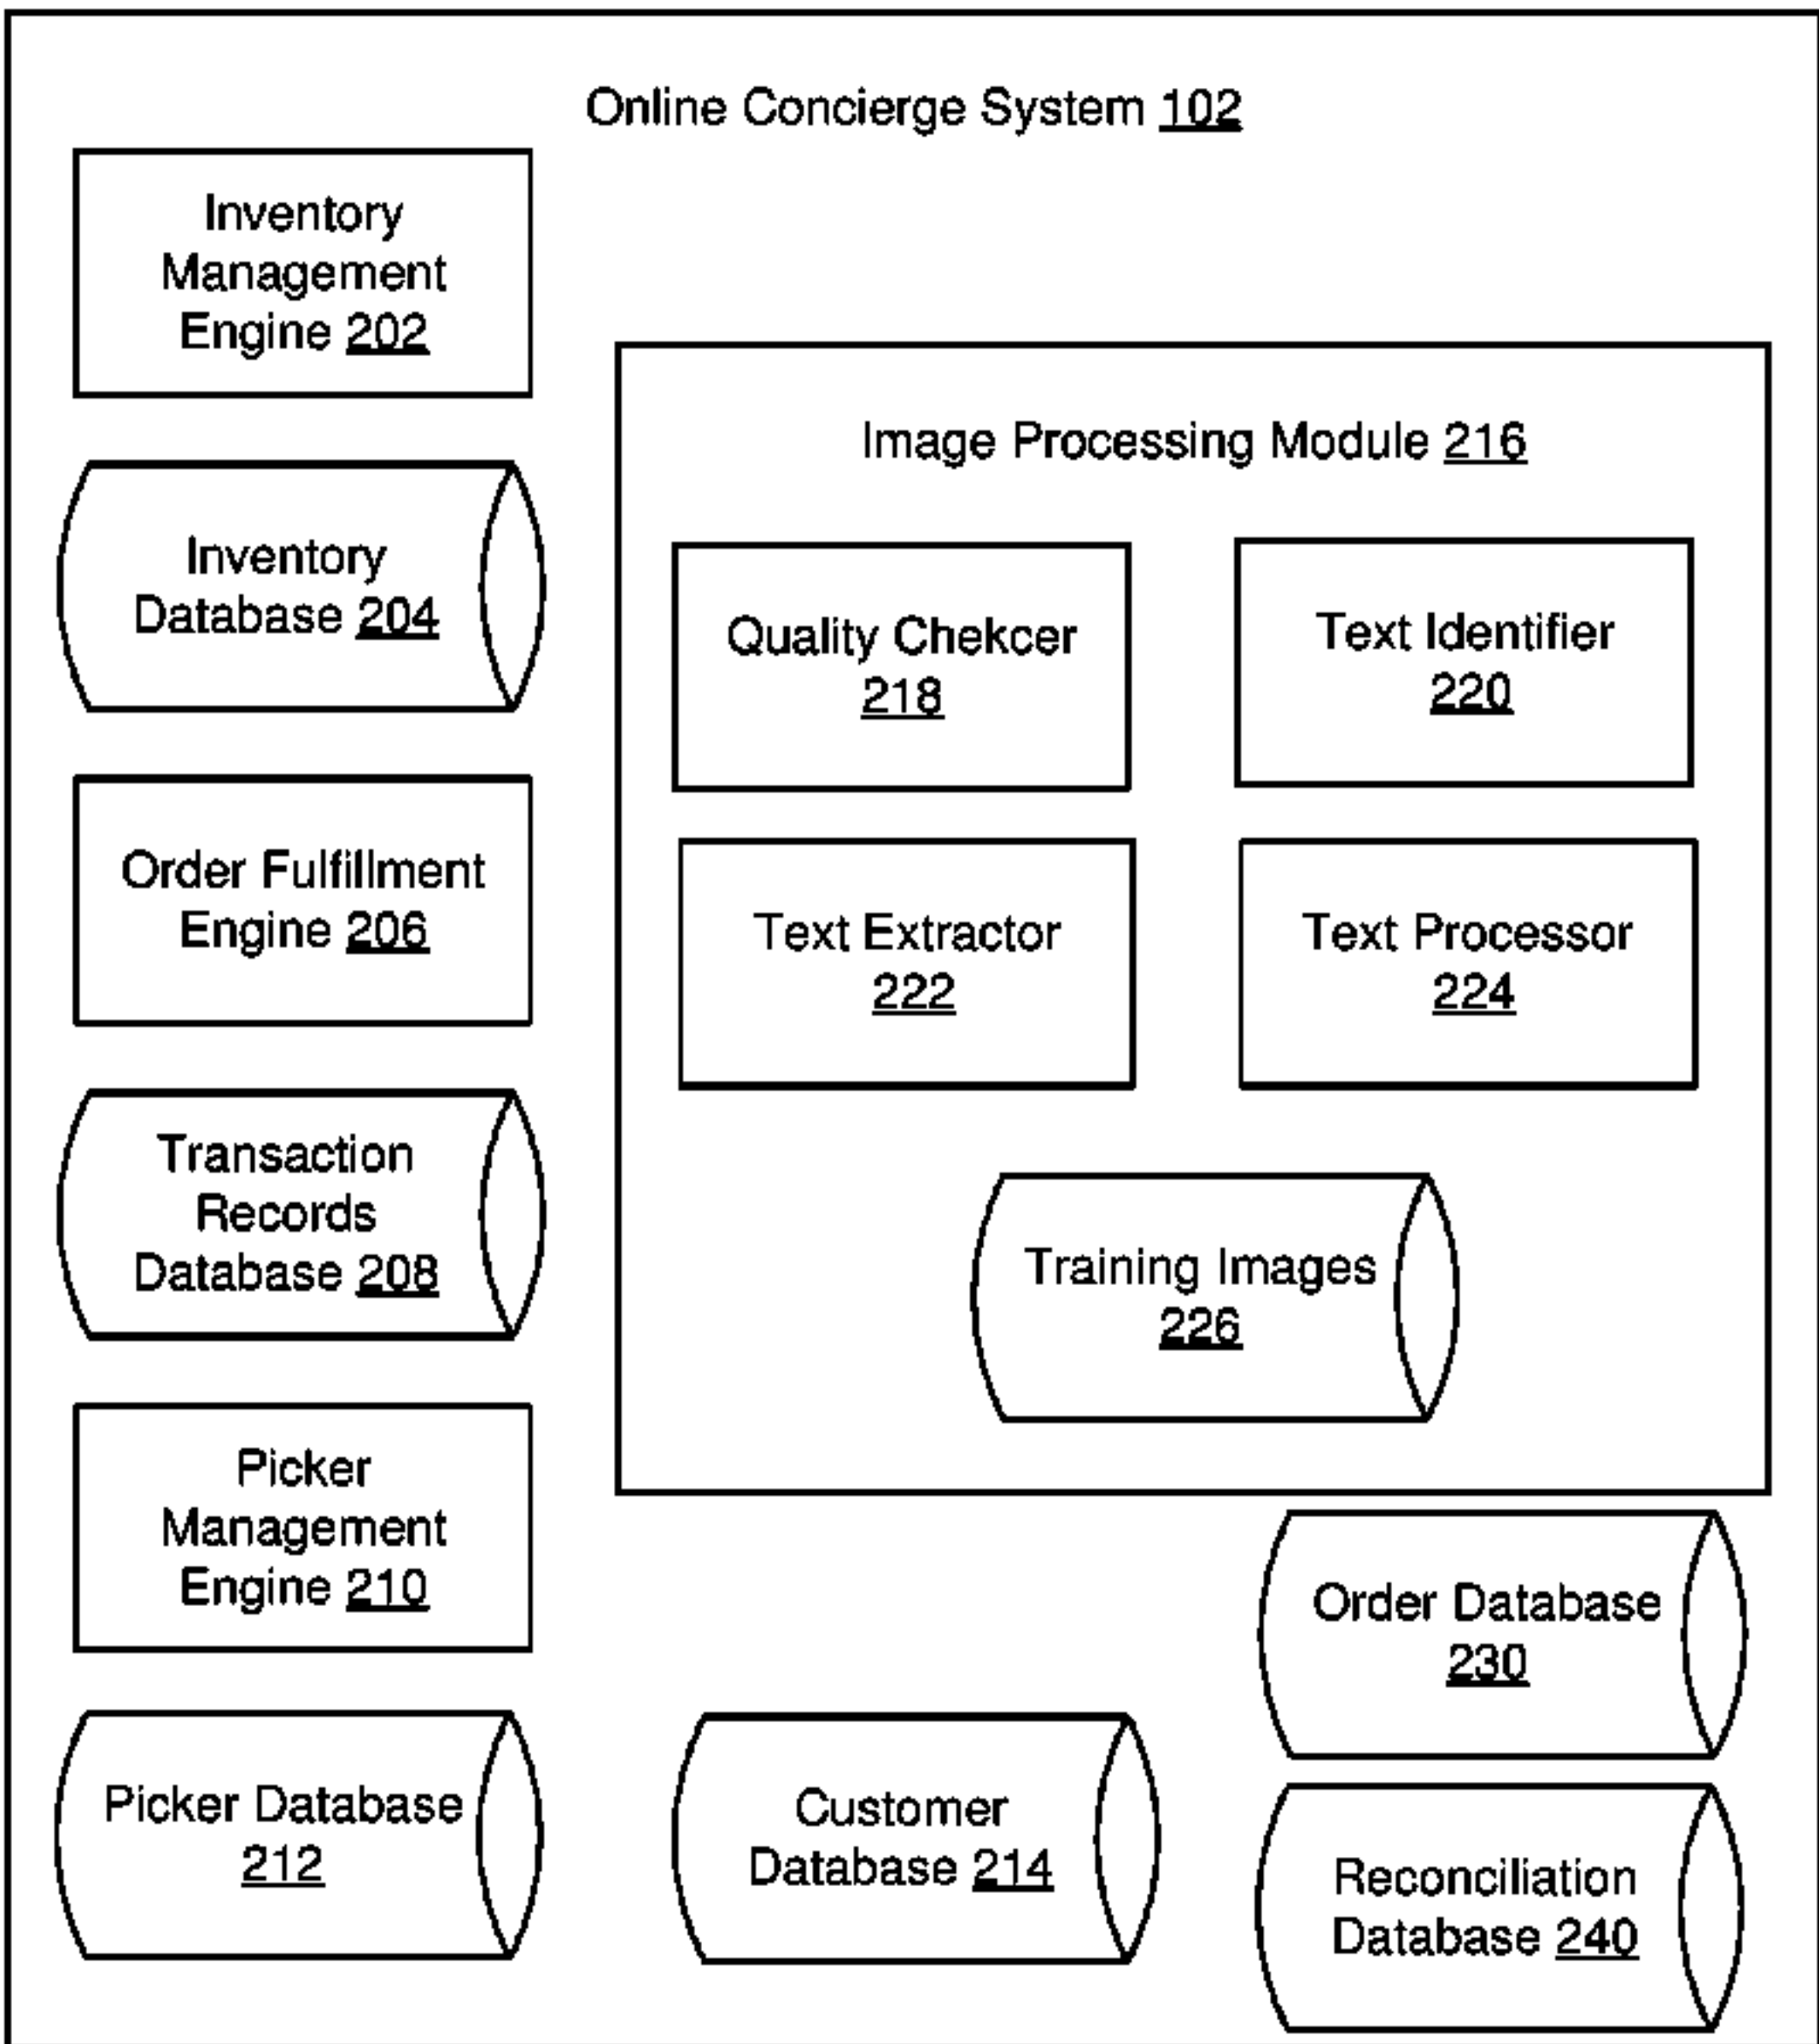 Online Concierge System 102
Inventory
Management
Engine 202
Inventory
Database 204
Order Fulfillment
Engine 206
Transaction
Records
Database 208
Picker
Management
Engine 210
Picker Database
212
Image Processing Module 216
Quality Chekcer
218
Text Identifier
220
Text Extractor
222
Text Processor
224
Training Images
226
Customer
Database 214
Order Database
230
Reconciliation
Database 240